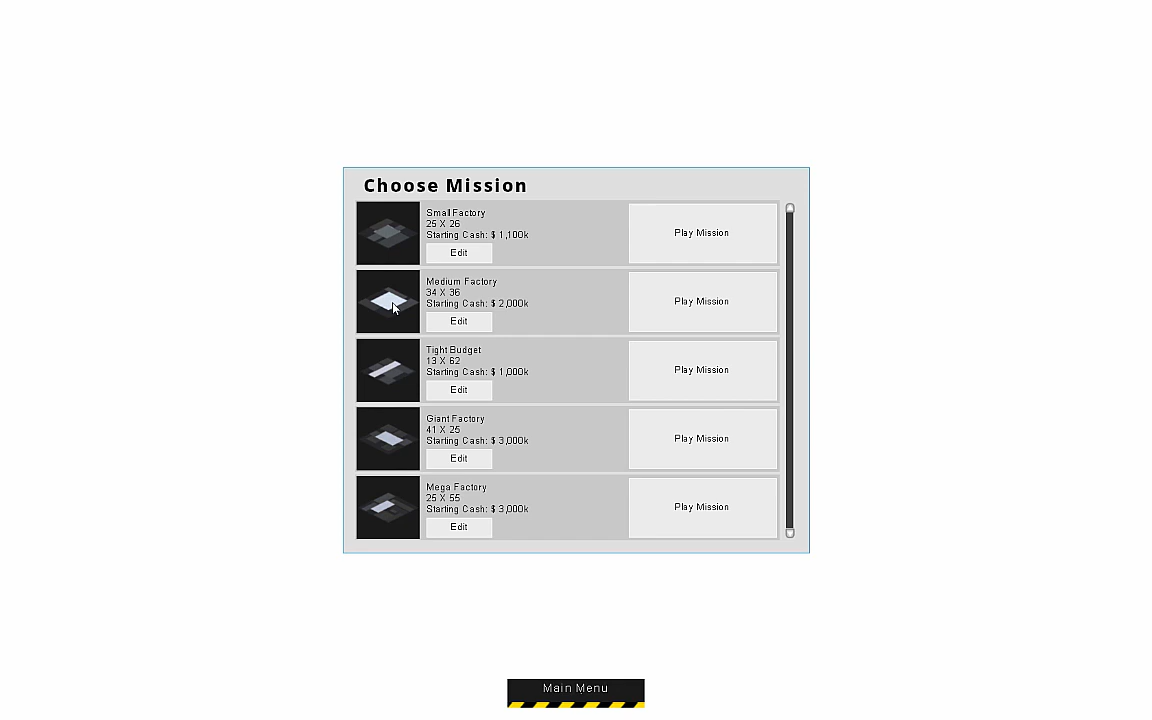 Choose Mission
Small Factory
25 X 26
Starting Cash: $ 1,100k
Edit
Play Mission
Medium Factory
34 X 36
Starting Cash: $ 2,000k
Edit
Play Mission
Tight Budget
13 X 62
Starting Cash: $ 1,000k
Edit
Play Mission
Giant Factory
41 X 25
Starting Cash: $ 3,000k
Edit
Play Mission
Mega Factory
25 X 55
Starting Cash: $ 3,000k
Edit
Play Mission
Main Menu